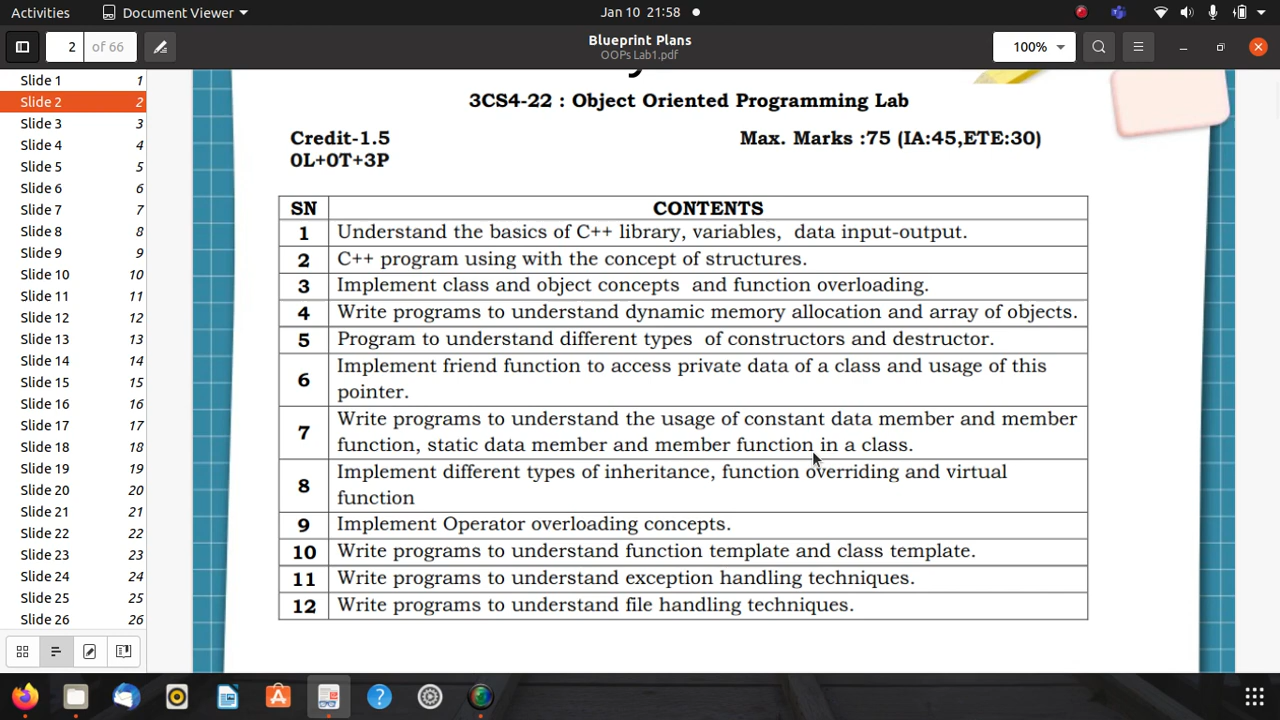 Activities
Document Viewer
Jan 10 21:58
2 of 66
Blueprint Plans
OOPs Lab1.pdf
100%
Slide 1 1
Slide 2 2
Slide 3 3
Slide 4 4
Slide 5 5
Slide 6 6
Slide 7 7
Slide 8 8
Slide 9 9
Slide 10 10
Slide 11 11
Slide 12 12
Slide 13 13
Slide 14 14
Slide 15 15
Slide 16 16
Slide 17 17
Slide 18 18
Slide 19 19
Slide 20 20
Slide 21 21
Slide 22 22
Slide 23 23
Slide 24 24
Slide 25 25
Slide 26 26
3CS4-22 : Object Oriented Programming Lab
Credit-1.5 Max. Marks :75 (IA:45,ETE:30)
0L+0T+3P
SN CONTENTS
1 Understand the basics of C++ library, variables, data input-output.
2 C++ program using with the concept of structures.
3 Implement class and object concepts and function overloading.
4 Write programs to understand dynamic memory allocation and array of objects.
5 Program to understand different types of constructors and destructor.
6 Implement friend function to access private data of a class and usage of this
pointer.
7 Write programs to understand the usage of constant data member and member
function, static data member and member function in a class.
8 Implement different types of inheritance, function overriding and virtual
function
9 Implement Operator overloading concepts.
10 Write programs to understand function template and class template.
11 Write programs to understand exception handling techniques.
12 Write programs to understand file handling techniques.